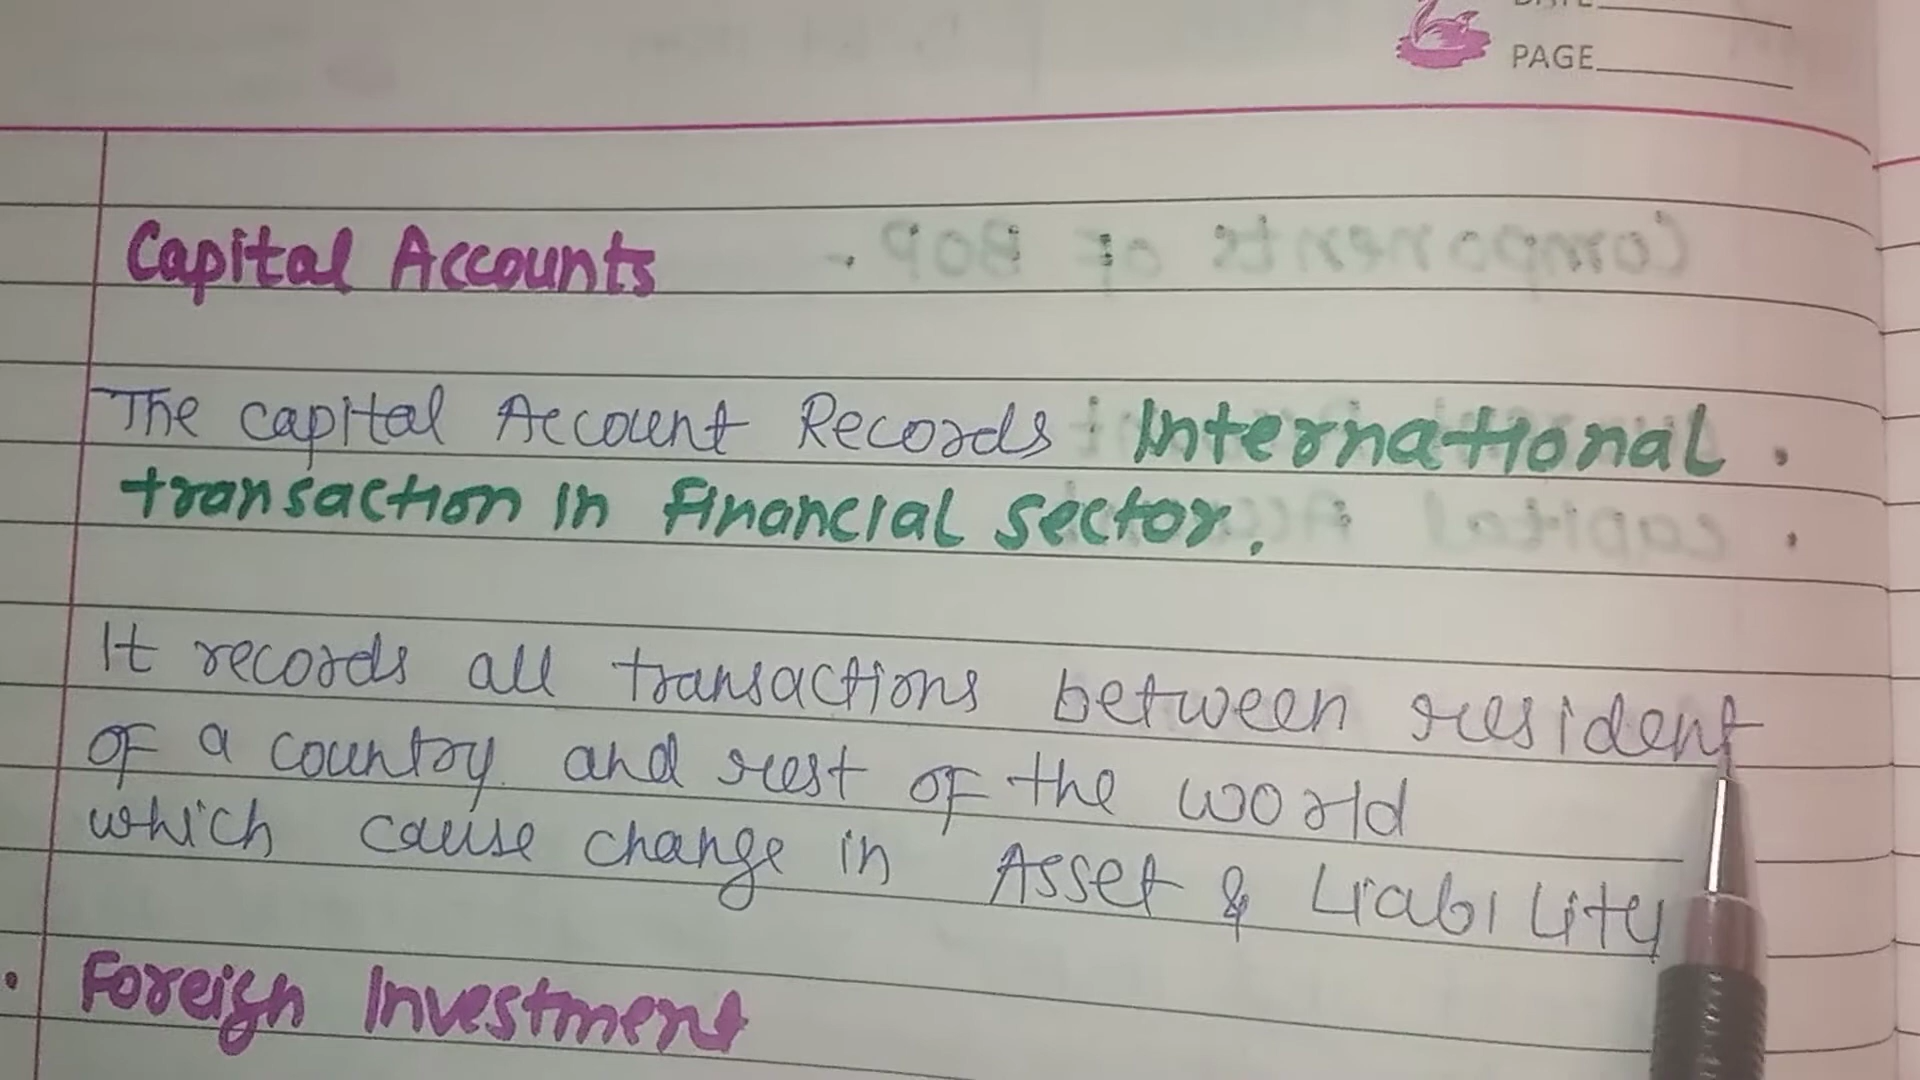 PAGE
Capital Accounts
The capital Account Records International
transaction in Financial Sector.
It records all transactions between resident
of a country and rest of the world
which cause change in Asset & Liability
• Foreign Investment